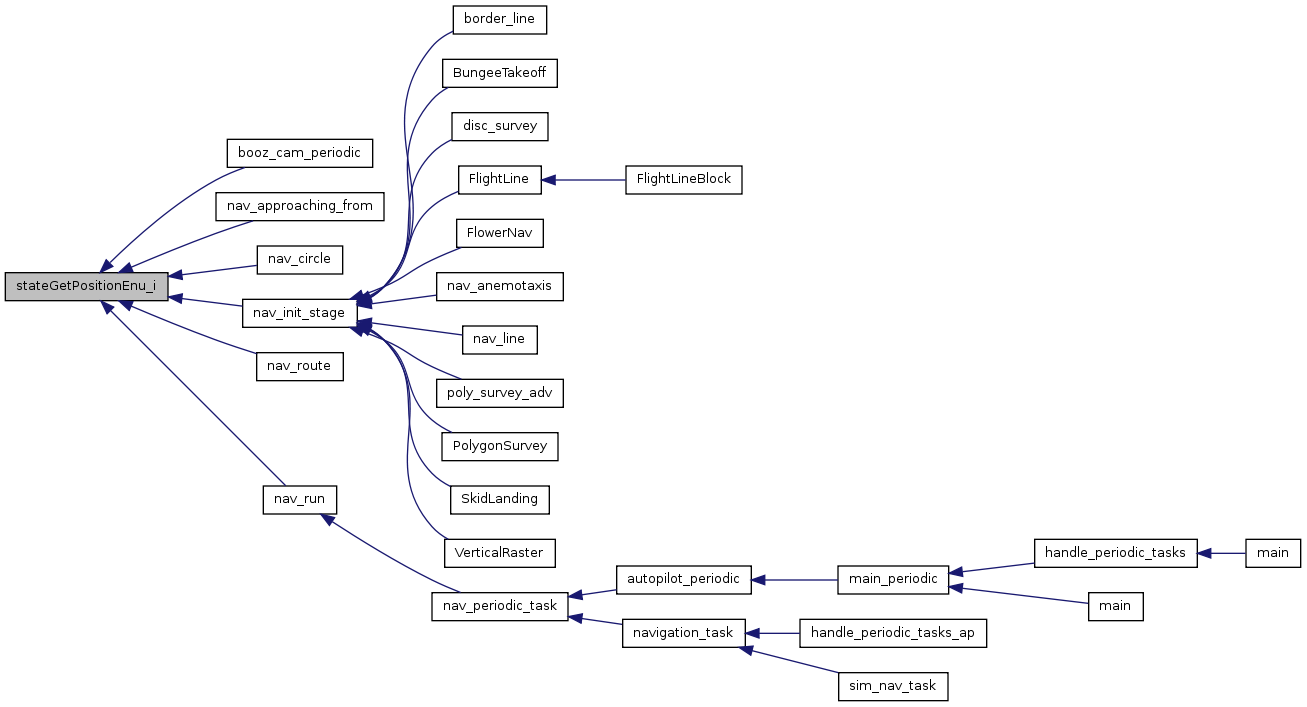 border_line
BungeeTakeoff
disc_survey
booz_cam_periodic
FlightLine
FlightLineBlock
nav_approaching_from
FlowerNav
nav_circle
stateGetPositionEnu_i
nav_anemotaxis
nav_init_stage
nav_line
nav_route
poly_survey_adv
PolygonSurvey
nav_run
SkidLanding
VerticalRaster
handle_periodic_tasks
main
autopilot_periodic
main_periodic
nav_periodic_task
main
navigation_task
handle_periodic_tasks_ap
sim_nav_task